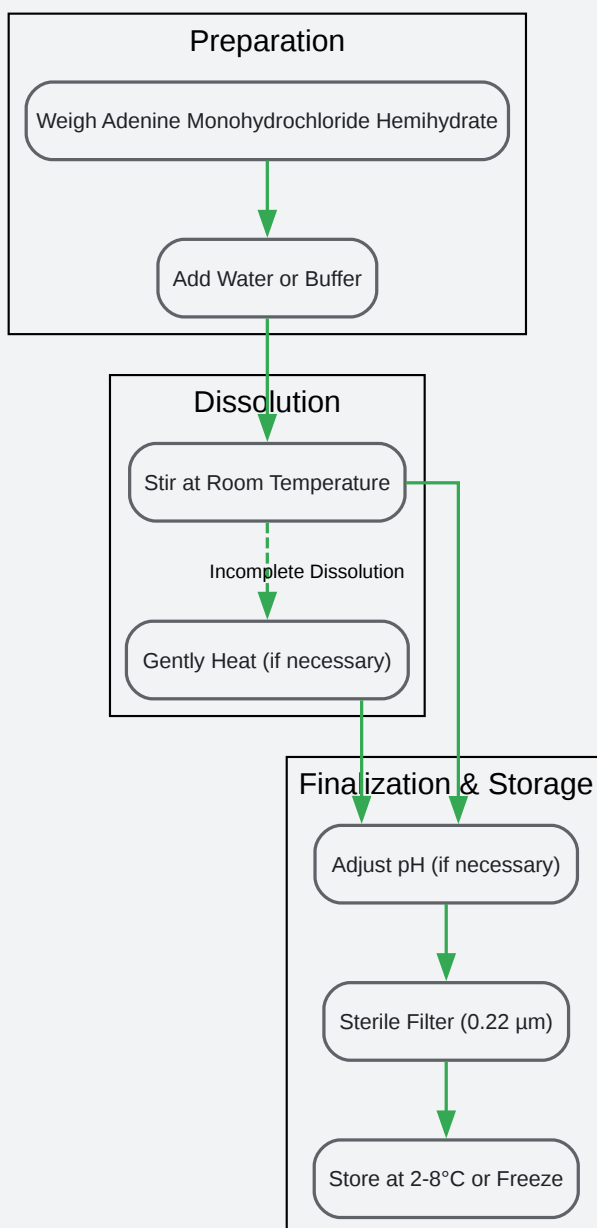 Preparation
Weigh Adenine Monohydrochloride Hemihydrate
Add Water or Buffer
Dissolution
Stir at Room Temperature
Incomplete Dissolution
Gently Heat (if necessary)
Finalization & Storage
Adjust pH (if necessary)
Sterile Filter (0.22 µm)
Store at 2-8°C or Freeze